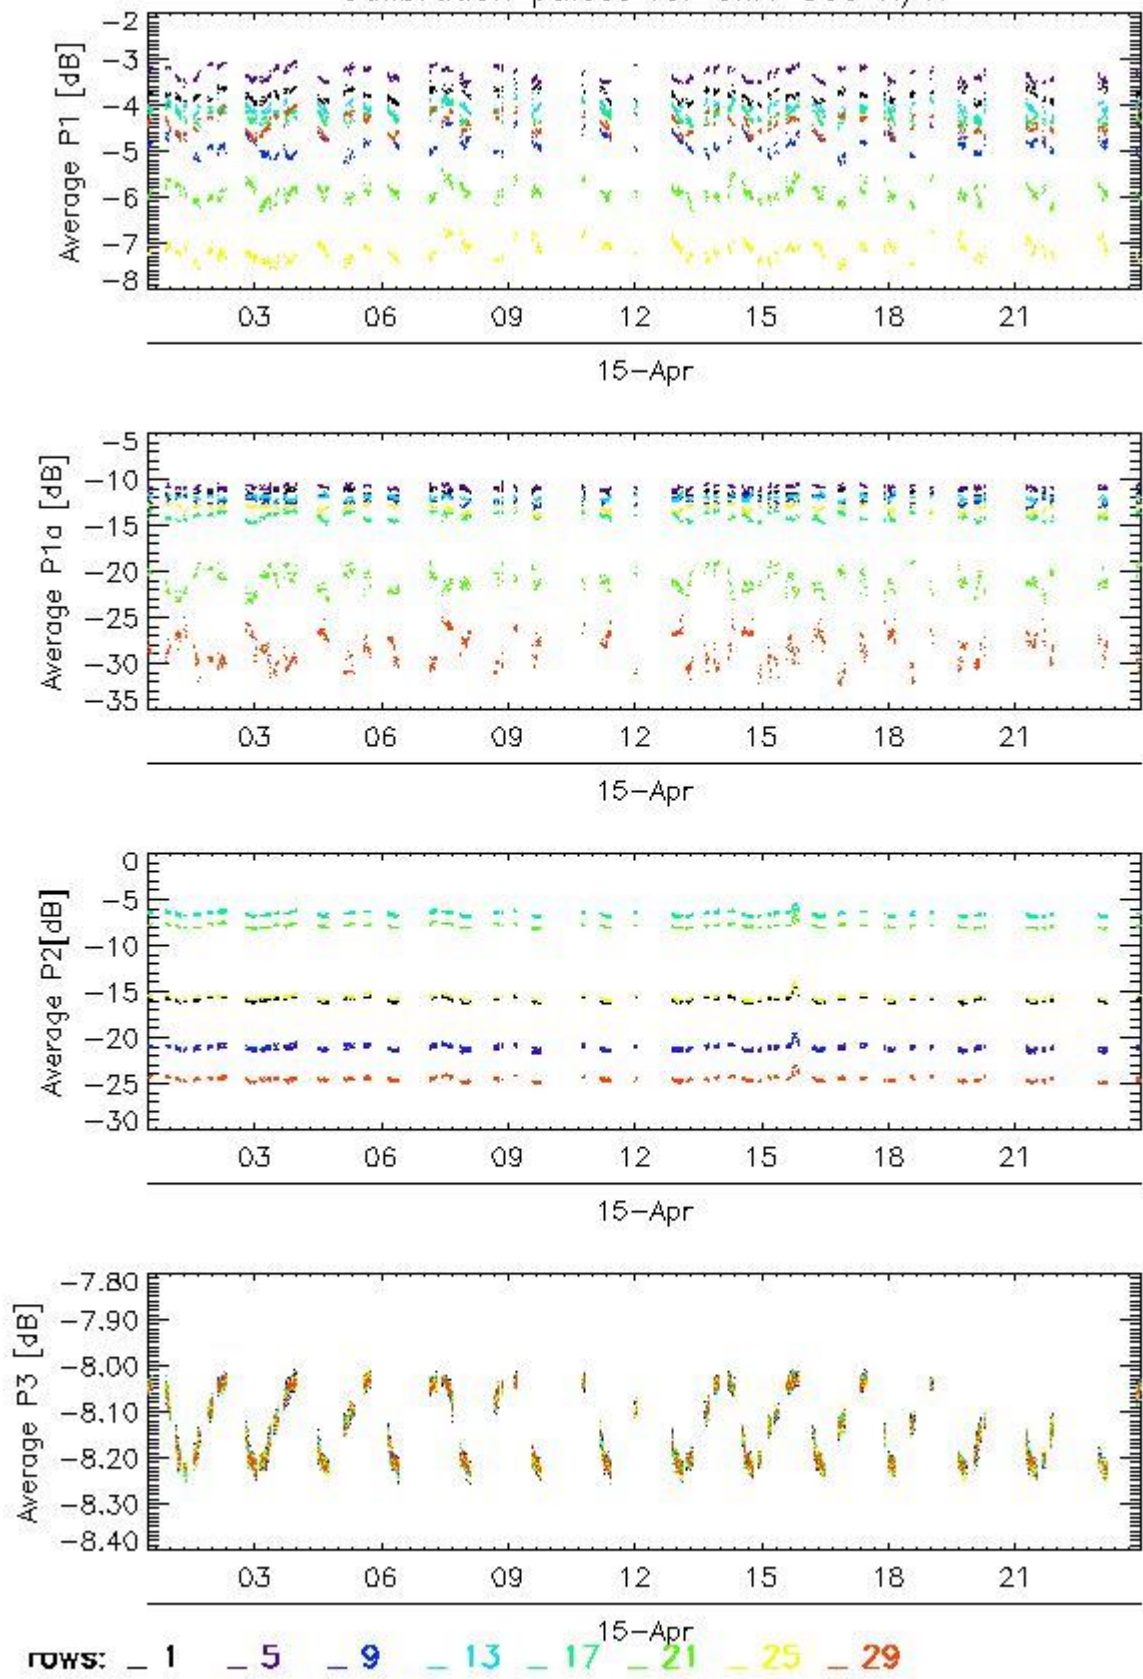 Average P1 [dB]
-2
-3
-4
-5
-6
-7
-8
03 06 09 12 15 18 21
15-Apr
Average P1a [dB]
-5
-10
-15
-20
-25
-30
-35
03 06 09 12 15 18 21
15-Apr
Average P2[dB]
0
-5
-10
-15
-20
-25
-30
03 06 09 12 15 18 21
15-Apr
Average P3 [dB]
-7.80
-7.90
-8.00
-8.10
-8.20
-8.30
-8.40
03 06 09 12 15 18 21
15-Apr
rows: _ 1 _ 5 _ 9 _ 13 _ 17 _ 21 _ 25 _ 29